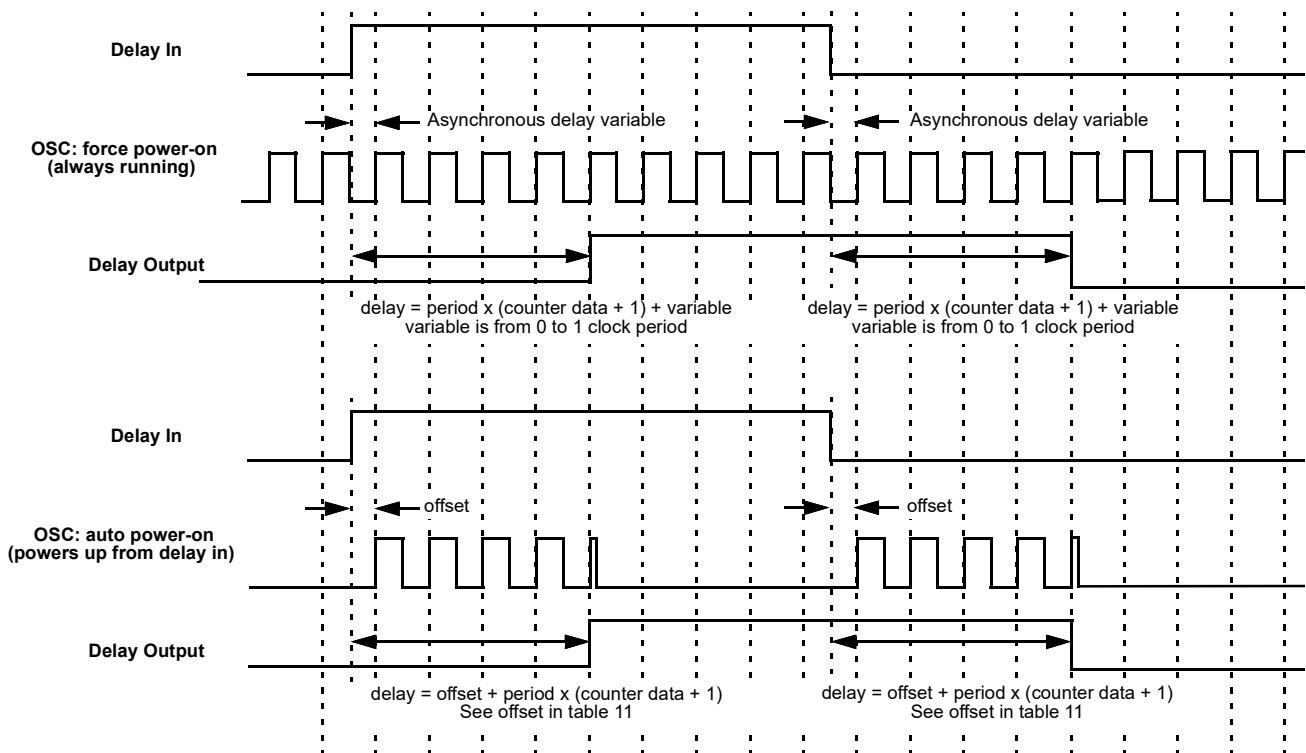 Delay In
Asynchronous delay variable
Asynchronous delay variable
OSC: force power-on
(always running)
Delay Output
delay = period x (counter data + 1) + variable
variable is from 0 to 1 clock period
delay = period x (counter data + 1) + variable
variable is from 0 to 1 clock period
Delay In
offset
offset
OSC: auto power-on
(powers up from delay in)
Delay Output
delay = offset + period x (counter data + 1)
See offset in table 11
delay = offset + period x (counter data + 1)
See offset in table 11